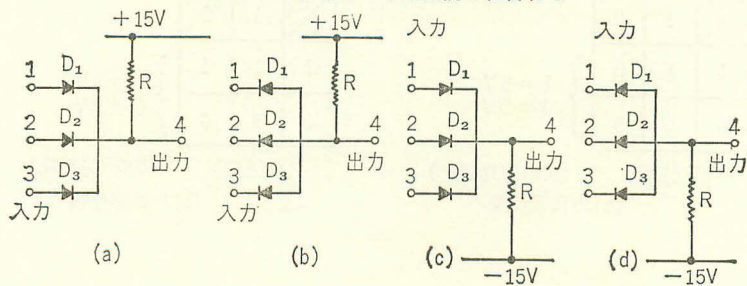 +15V
1 D₁
R
2 D₂
4
出力
3 D₃
入力
(a)
+15V
1 D₁
R
2 D₂
4
出力
3 D₃
入力
(b)
入力
1 D₁
2 D₂
4
出力
3 D₃
R
(c)
-15V
入力
1 D₁
2 D₂
4
出力
3 D₃
R
(d)
-15V